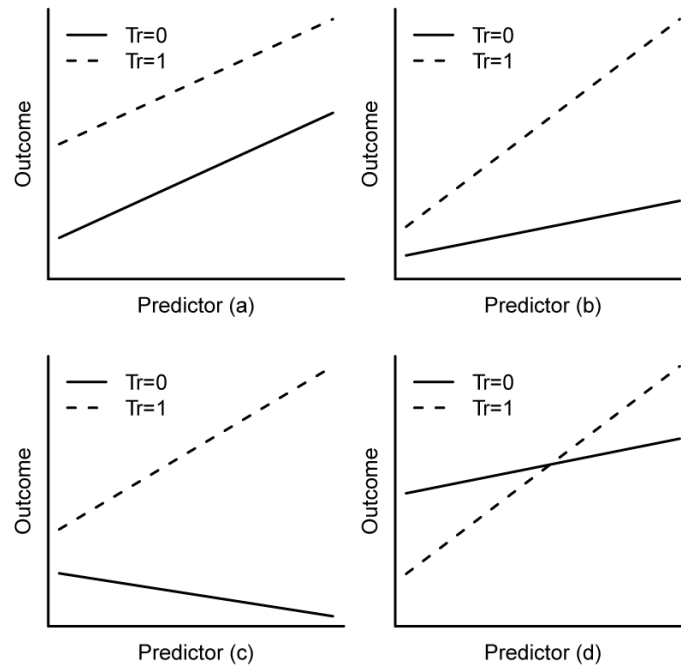 Tr=0
Tr=1
Outcome
Predictor (a)
Tr=0
Tr=1
Outcome
Predictor (b)
Tr=0
Tr=1
Outcome
Predictor (c)
Tr=0
Tr=1
Outcome
Predictor (d)